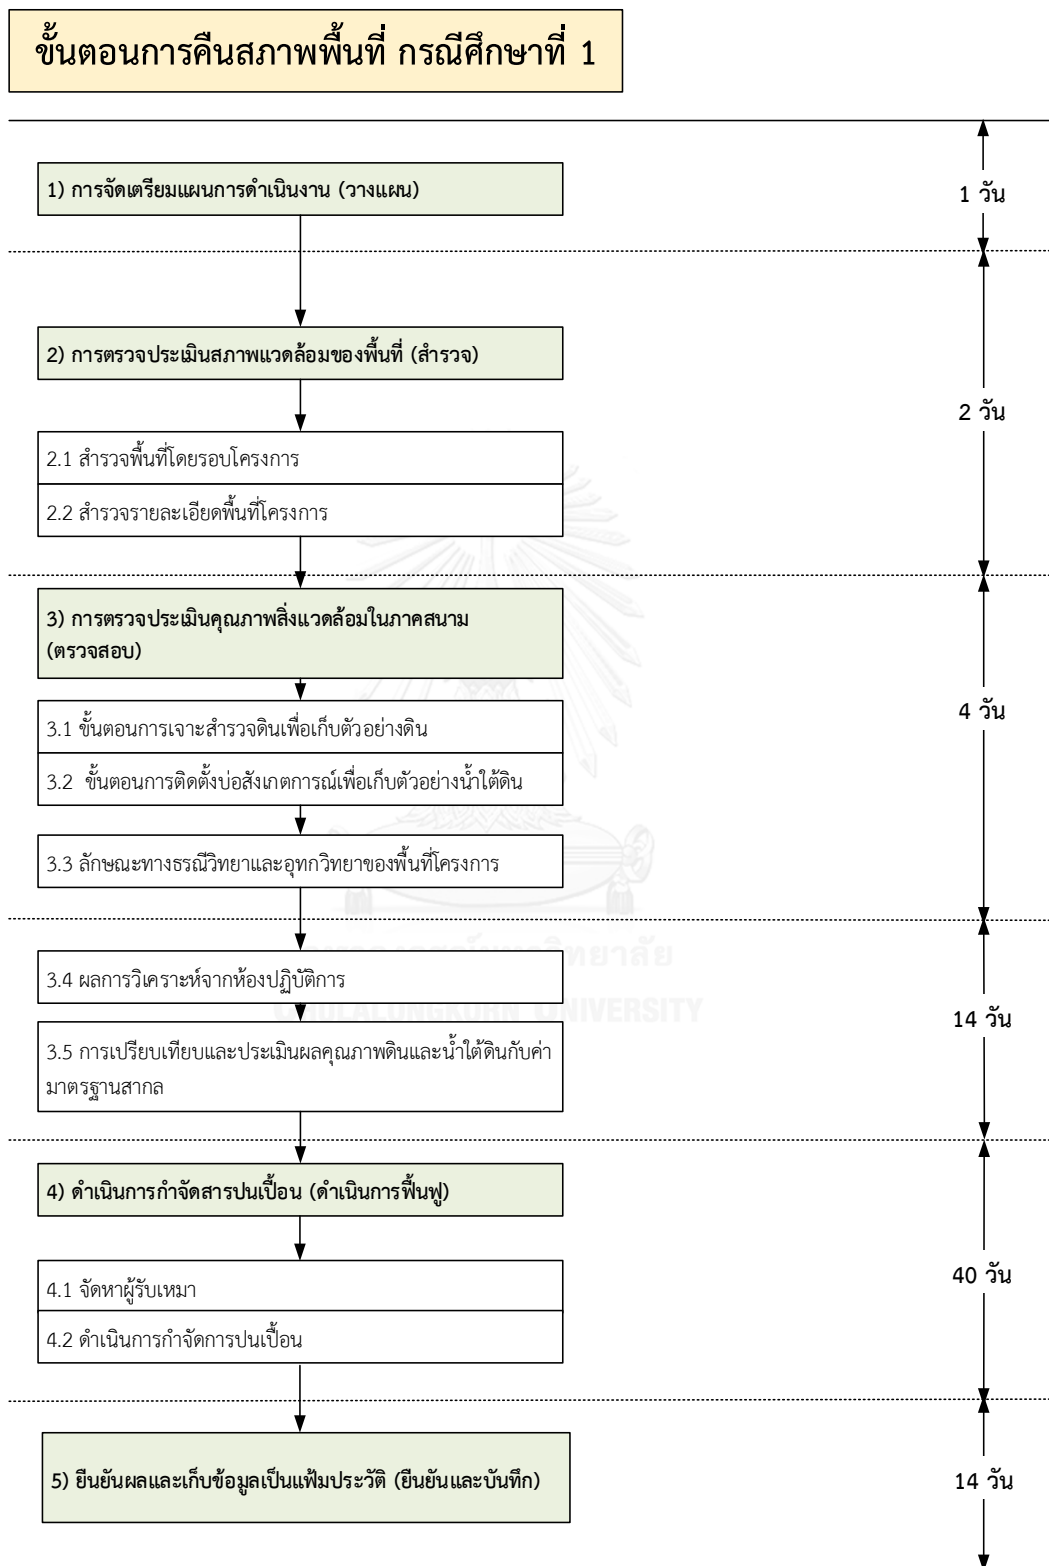 ขั้นตอนการคืนสภาพพื้นที่ กรณีศึกษาที่ 1
1) การจัดเตรียมแผนการดำเนินงาน (วางแผน)
1 วัน
2) การตรวจประเมินสภาพแวดล้อมของพื้นที่ (สำรวจ)
2 วัน
2.1 สำรวจพื้นที่โดยรอบโครงการ
2.2 สำรวจรายละเอียดพื้นที่โครงการ
3) การตรวจประเมินคุณภาพสิ่งแวดล้อมในภาคสนาม
(ตรวจสอบ)
4 วัน
3.1 ขั้นตอนการเจาะสำรวจดินเพื่อเก็บตัวอย่างดิน
3.2 ขั้นตอนการติดตั้งบ่อสังเกตการณ์เพื่อเก็บตัวอย่างน้ำใต้ดิน
3.3 ลักษณะทางธรณีวิทยาและอุทกวิทยาของพื้นที่โครงการ
3.4 ผลการวิเคราะห์จากห้องปฏิบัติการ
CHULALONGKORN UNIVERSITY
14 วัน
3.5 การเปรียบเทียบและประเมินผลคุณภาพดินและน้ำใต้ดินกับค่า
มาตรฐานสากล
4) ดำเนินการกำจัดสารปนเปื้อน (ดำเนินการฟื้นฟู)
4.1 จัดหาผู้รับเหมา
40 วัน
4.2 ดำเนินการกำจัดการปนเปื้อน
5) ยืนยันผลและเก็บข้อมูลเป็นแฟ้มประวัติ (ยืนยันและบันทึก)
14 วัน